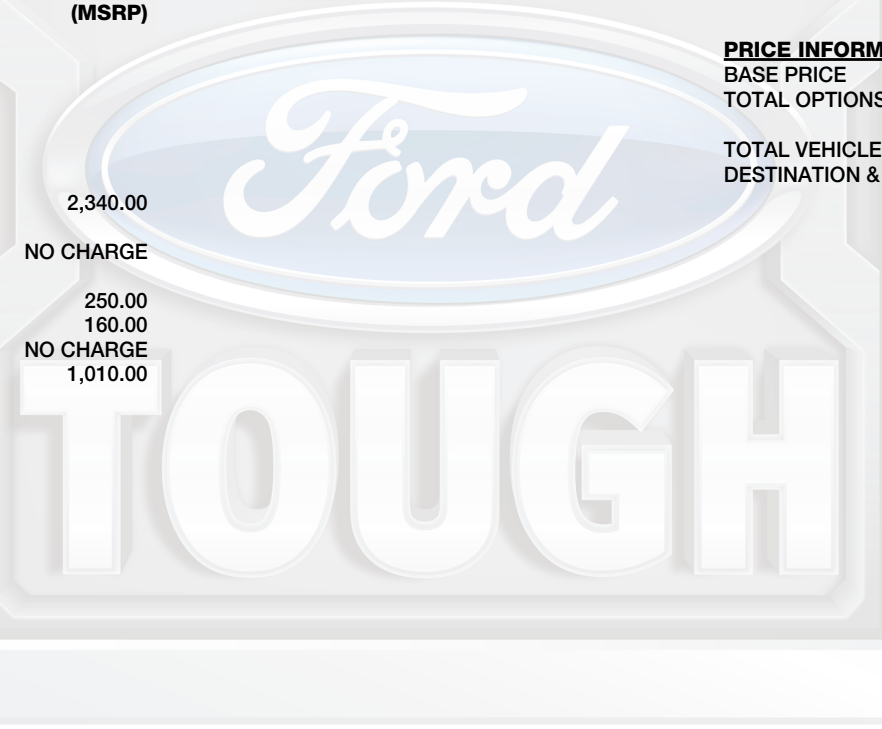 (MSRP)
2,340.00
NO CHARGE
250.00
160.00
NO CHARGE
1,010.00
PRICE INFORM
BASE PRICE
TOTAL OPTIONS
TOTAL VEHICLE
DESTINATION &
Ford
TOUGH